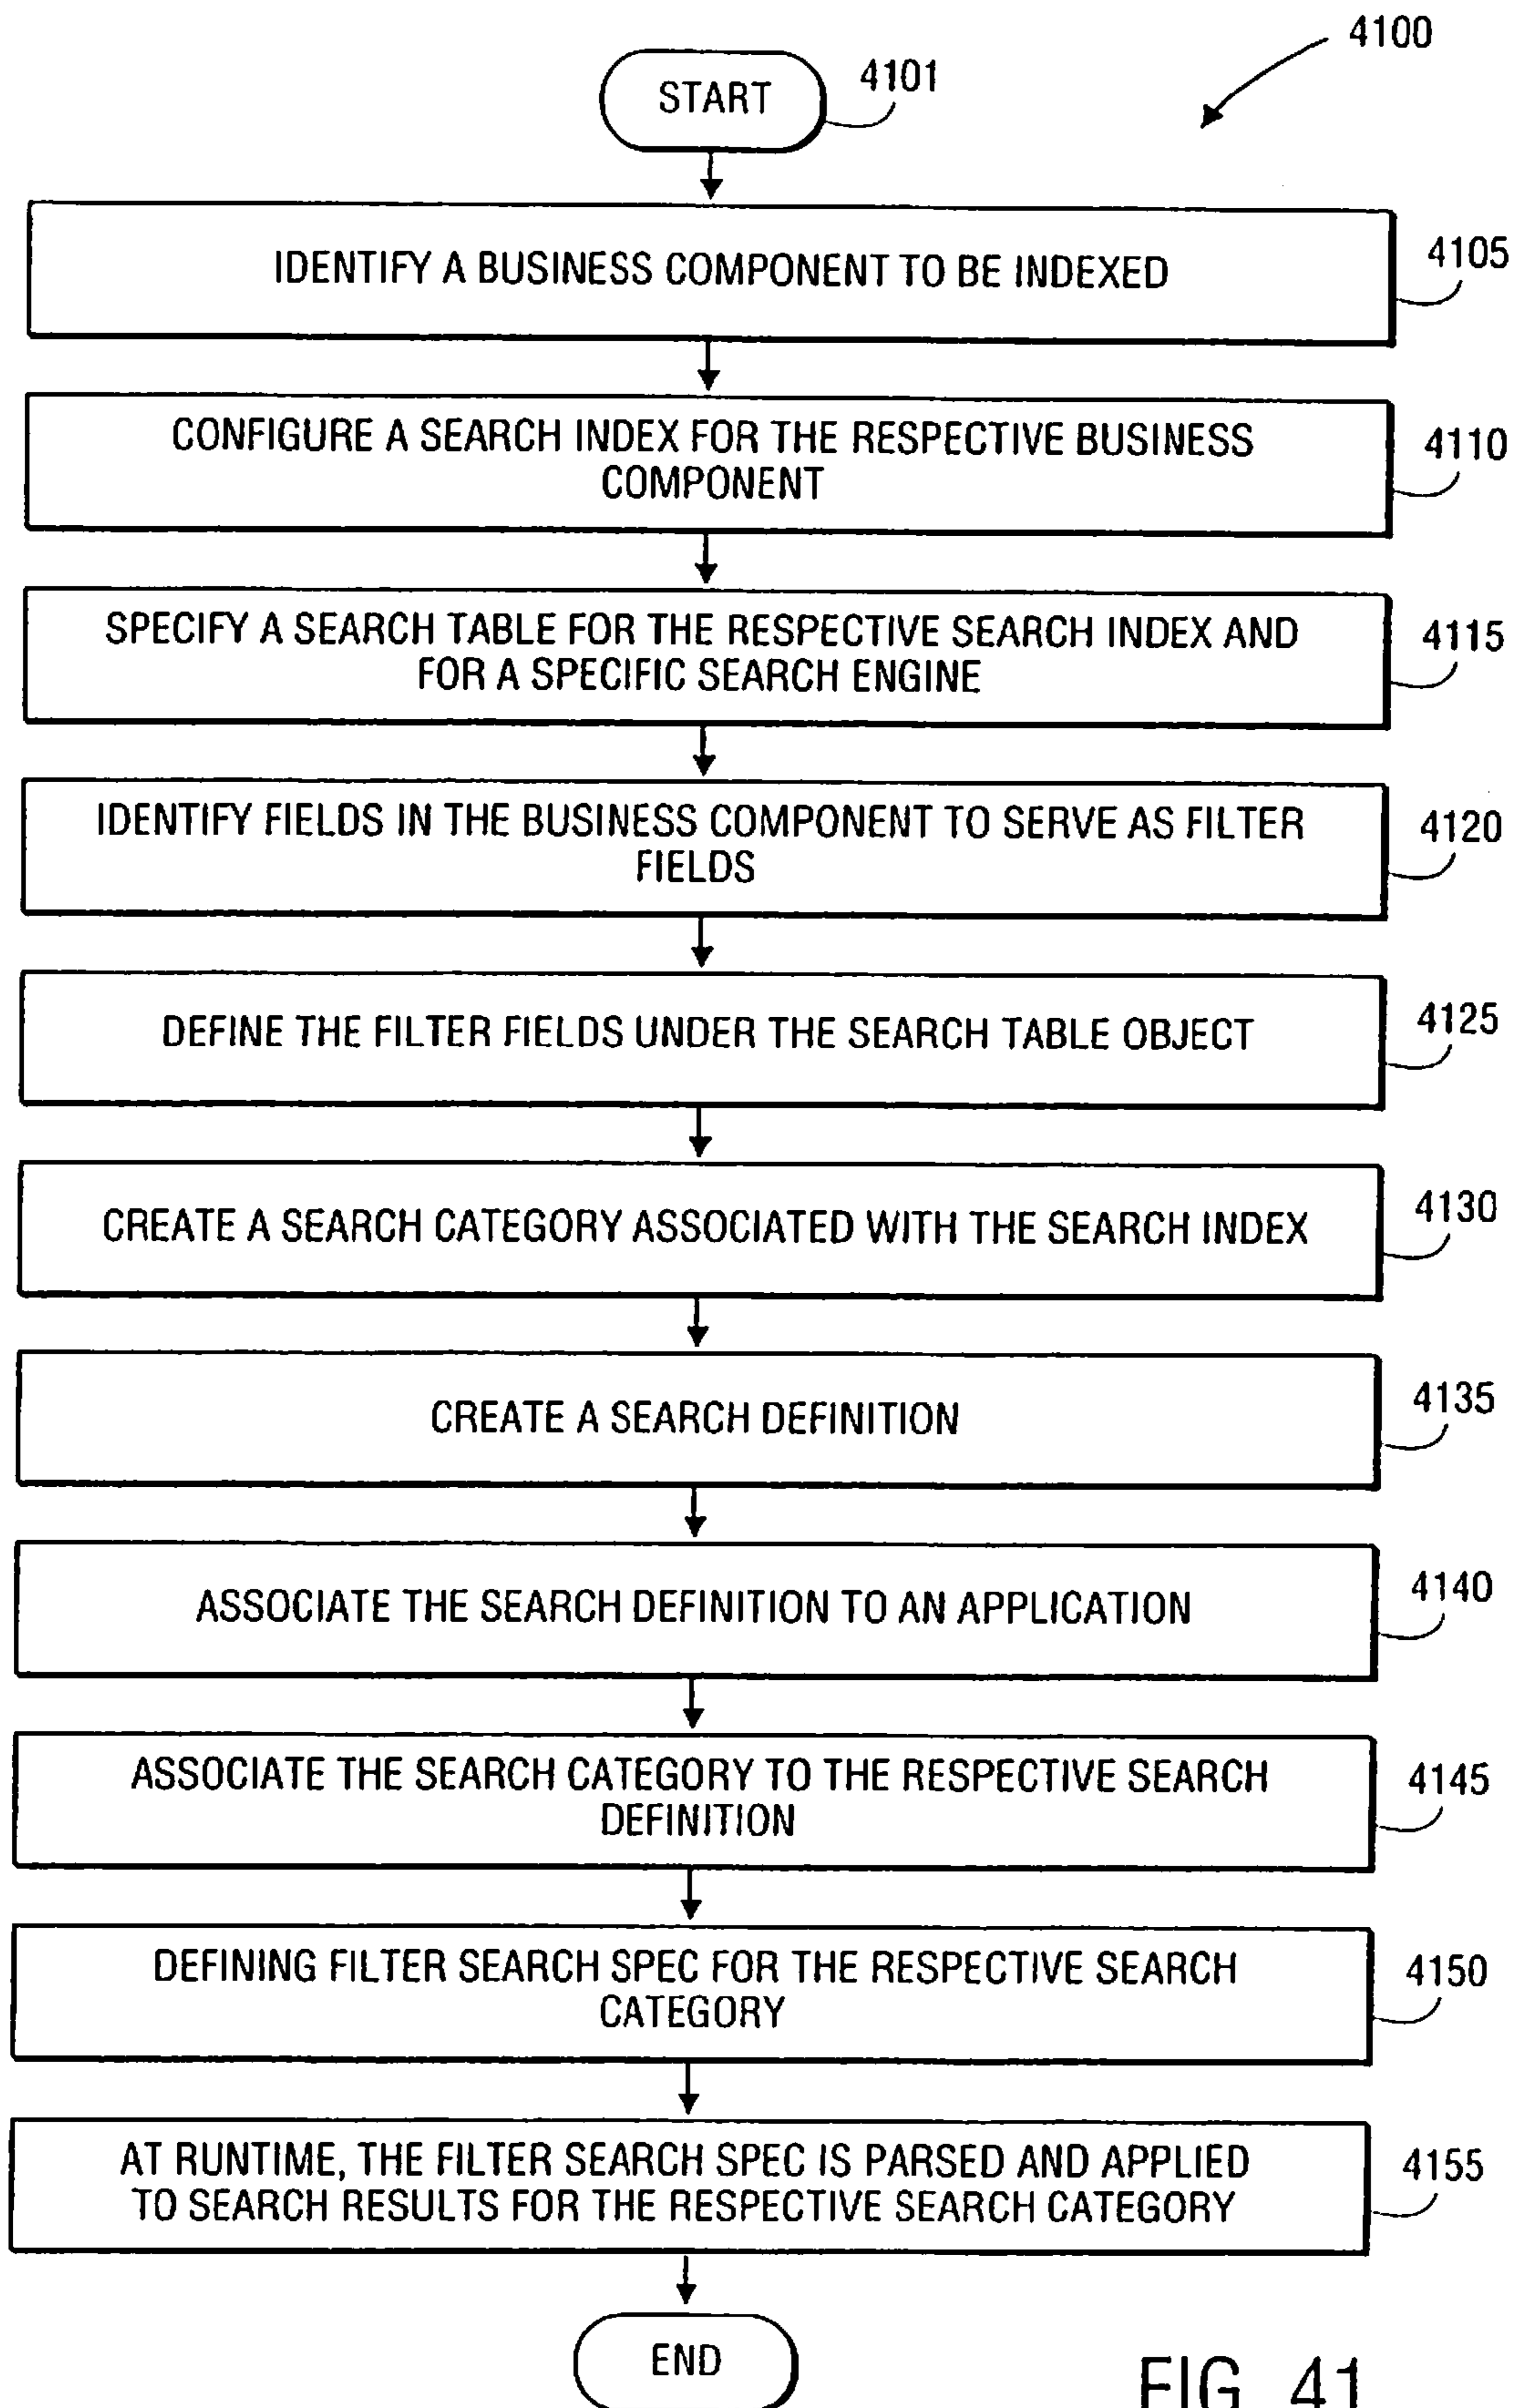 4100
START
4101
IDENTIFY A BUSINESS COMPONENT TO BE INDEXED
4105
CONFIGURE A SEARCH INDEX FOR THE RESPECTIVE BUSINESS
COMPONENT
4110
SPECIFY A SEARCH TABLE FOR THE RESPECTIVE SEARCH INDEX AND
FOR A SPECIFIC SEARCH ENGINE
4115
IDENTIFY FIELDS IN THE BUSINESS COMPONENT TO SERVE AS FILTER
FIELDS
4120
DEFINE THE FILTER FIELDS UNDER THE SEARCH TABLE OBJECT
4125
CREATE A SEARCH CATEGORY ASSOCIATED WITH THE SEARCH INDEX
4130
CREATE A SEARCH DEFINITION
4135
ASSOCIATE THE SEARCH DEFINITION TO AN APPLICATION
4140
ASSOCIATE THE SEARCH CATEGORY TO THE RESPECTIVE SEARCH
DEFINITION
4145
DEFINING FILTER SEARCH SPEC FOR THE RESPECTIVE SEARCH
CATEGORY
4150
AT RUNTIME, THE FILTER SEARCH SPEC IS PARSED AND APPLIED
TO SEARCH RESULTS FOR THE RESPECTIVE SEARCH CATEGORY
4155
END
FIG. 41